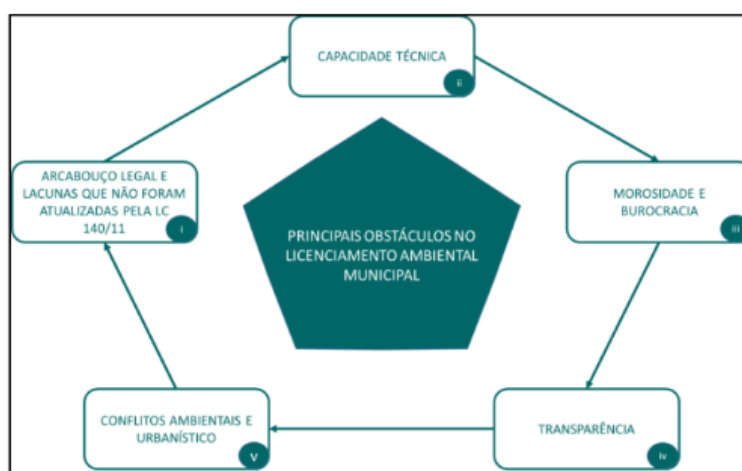 CAPACIDADE TÉCNICA
ii
ARCABOUÇO LEGAL E
LACUNAS QUE NÃO FORAM
ATUALIZADAS PELA LC
140/11
i
MOROSIDADE E
BUROCRACIA
iii
PRINCIPAIS OBSTÁCULOS NO
LICENCIAMENTO AMBIENTAL
MUNICIPAL
CONFLITOS AMBIENTAIS E
URBANÍSTICO
V
TRANSPARÊNCIA
iv